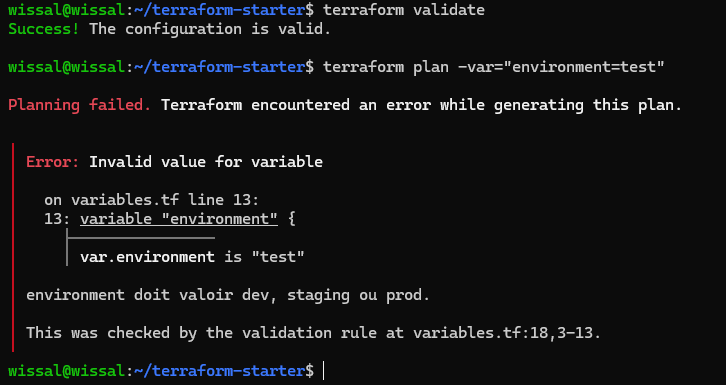 wissal@wissal:~/terraform-starter$ terraform validate
Success! The configuration is valid.
wissal@wissal:~/terraform-starter$ terraform plan -var="environment=test"
Planning failed. Terraform encountered an error while generating this plan.
Error: Invalid value for variable
on variables.tf line 13:
13: variable "environment" {
var.environment is "test"
environment doit valoir dev, staging ou prod.
This was checked by the validation rule at variables.tf:18,3-13.
wissal@wissal:~/terraform-starter$